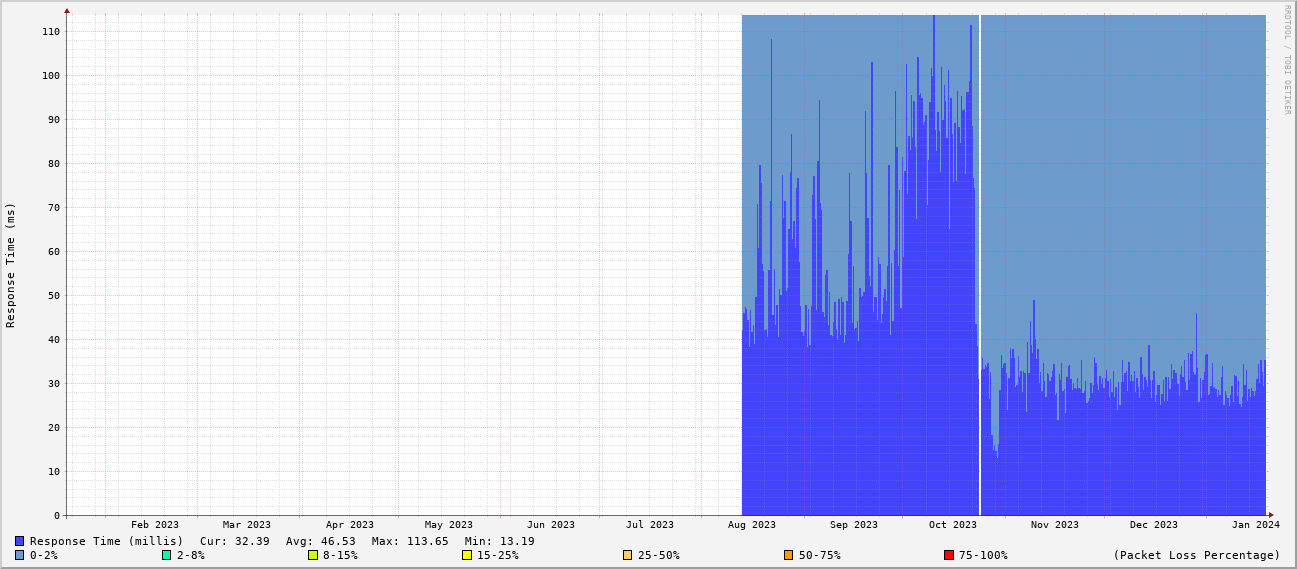 RRDTOOL / TOBI OETIKER
Response Time (ms)
110
100
90
80
70
60
50
40
30
20
10
0
Feb 2023 Mar 2023 Apr 2023 May 2023 Jun 2023 Jul 2023 Aug 2023 Sep 2023 Oct 2023 Nov 2023 Dec 2023 Jan 2024
Response Time (millis) Cur: 32.39 Avg: 46.53 Max: 113.65 Min: 13.19
0-2% 2-8% 8-15% 15-25% 25-50% 50-75% 75-100% (Packet Loss Percentage)